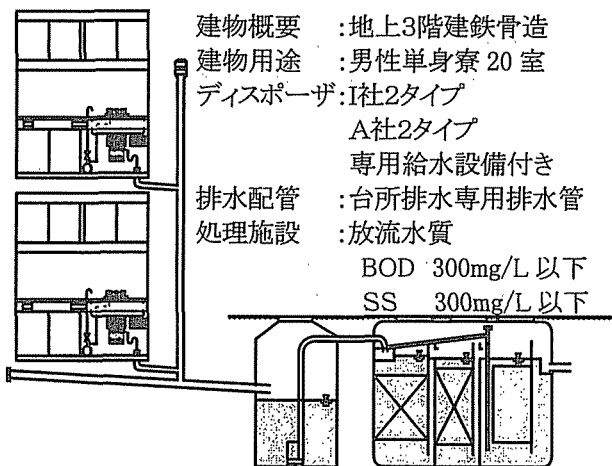 建物概要 :地上3階建鉄骨造
建物用途 :男性単身寮 20 室
ディスポーザ:I社2タイプ
A社2タイプ
専用給水設備付き
排水配管 :台所排水専用排水管
処理施設 :放流水質
BOD 300mg/L 以下
SS 300mg/L 以下